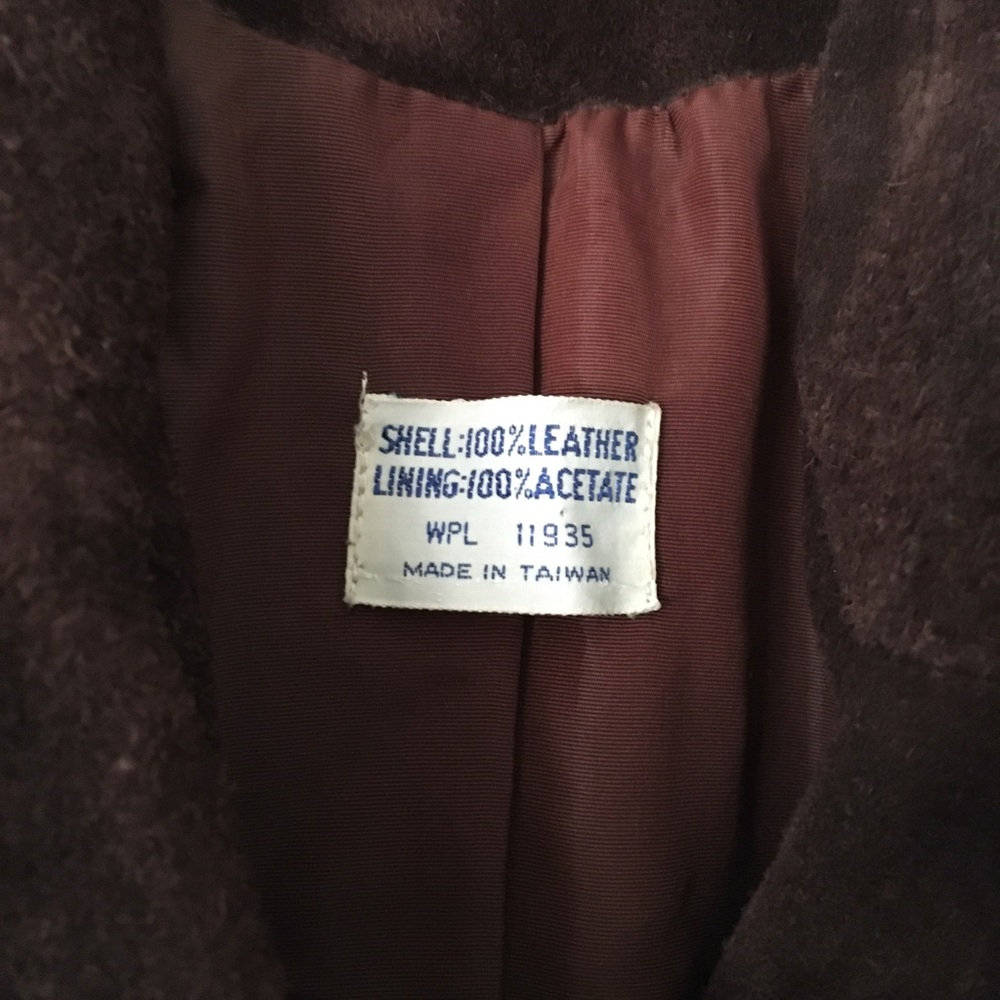 SHELL:100%LEATHER
LINING:100%ACETATE
WPL 11935
MADE IN TAIWAN